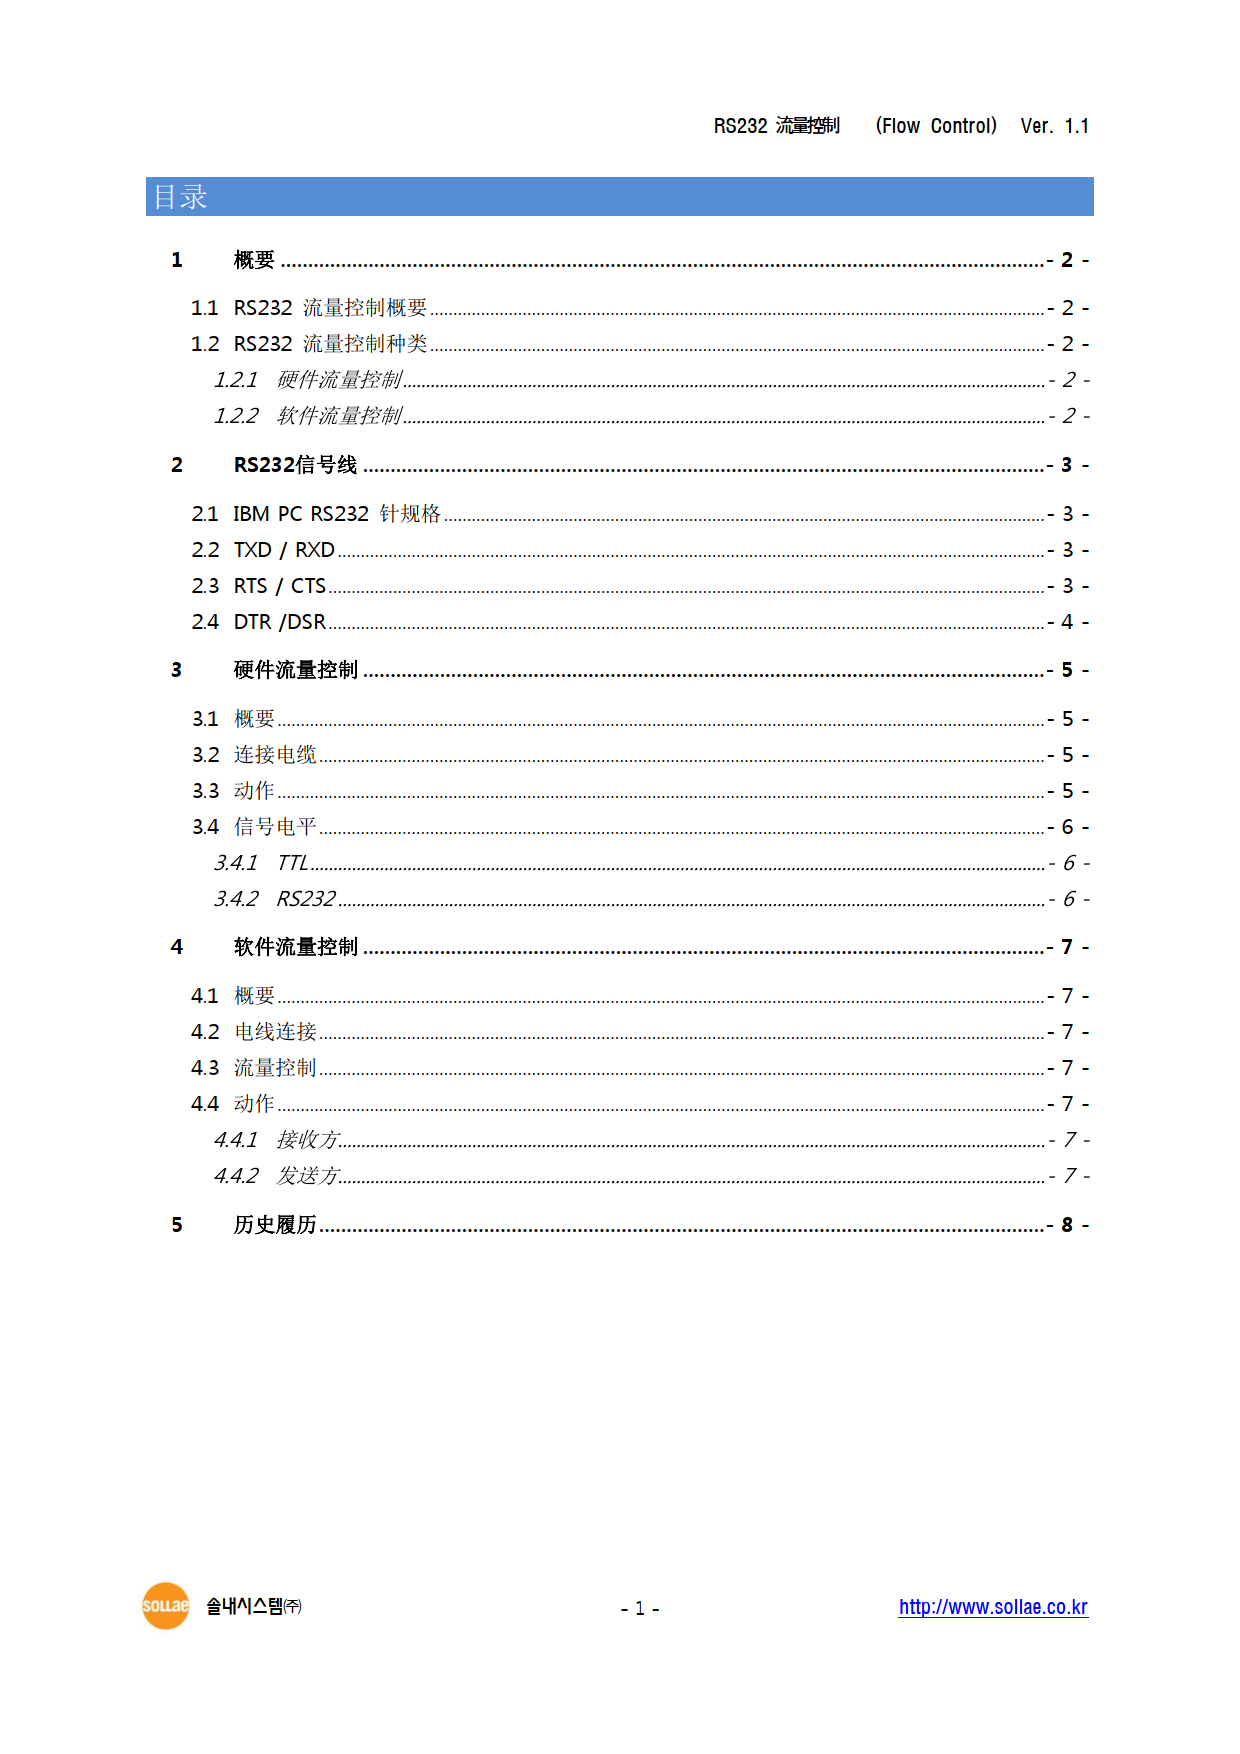 RS232 流量控制 (Flow Control) Ver. 1.1
目录
1 概要 ........ - 2 -
1.1 RS232 流量控制概要 ........ - 2 -
1.2 RS232 流量控制种类 ........ - 2 -
1.2.1 硬件流量控制 ........ - 2 -
1.2.2 软件流量控制 ........ - 2 -
2 RS232信号线 ........ - 3 -
2.1 IBM PC RS232 针规格 ........ - 3 -
2.2 TXD / RXD ........ - 3 -
2.3 RTS / CTS ........ - 3 -
2.4 DTR /DSR ........ - 4 -
3 硬件流量控制 ........ - 5 -
3.1 概要 ........ - 5 -
3.2 连接电缆 ........ - 5 -
3.3 动作 ........ - 5 -
3.4 信号电平 ........ - 6 -
3.4.1 TTL ........ - 6 -
3.4.2 RS232 ........ - 6 -
4 软件流量控制 ........ - 7 -
4.1 概要 ........ - 7 -
4.2 电线连接 ........ - 7 -
4.3 流量控制 ........ - 7 -
4.4 动作 ........ - 7 -
4.4.1 接收方 ........ - 7 -
4.4.2 发送方 ........ - 7 -
5 历史履历 ........ - 8 -
SOLLAE 솔내시스템㈜ - 1 - http://www.sollae.co.kr